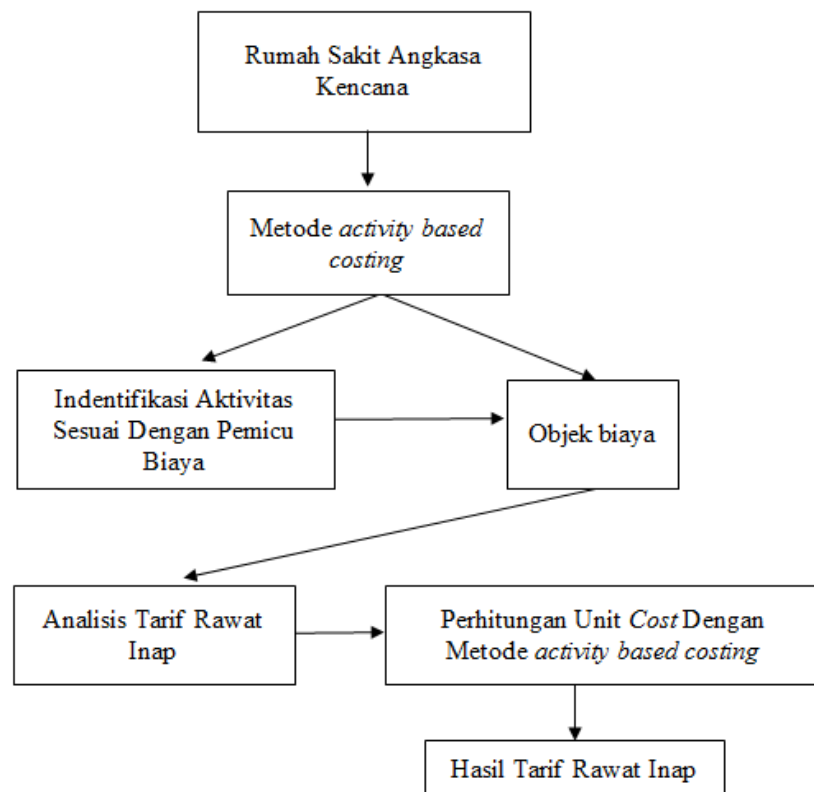 Rumah Sakit Angkasa
Kencana
Metode activity based
costing
Indentifikasi Aktivitas
Sesuai Dengan Pemicu
Biaya
Objek biaya
Analisis Tarif Rawat
Inap
Perhitungan Unit Cost Dengan
Metode activity based costing
Hasil Tarif Rawat Inap